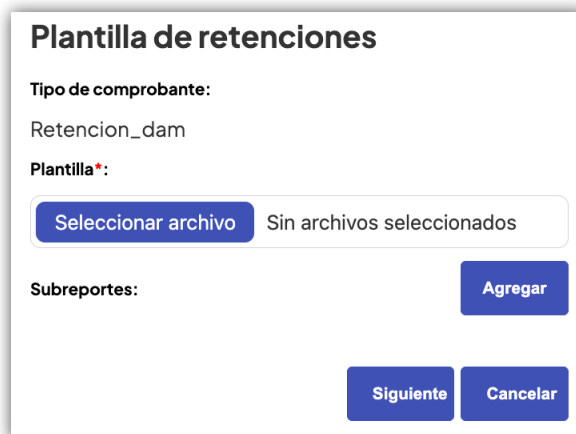 Plantilla de retenciones
Tipo de comprobante:
Retencion_dam
Plantilla*:
Seleccionar archivo Sin archivos seleccionados
Subreportes: Agregar
Siguiente Cancelar